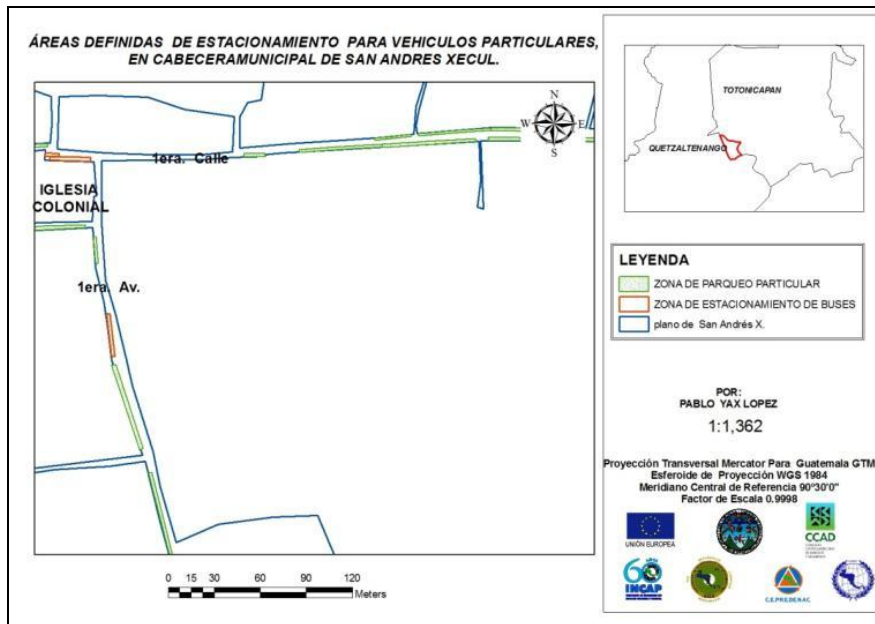 ÁREAS DEFINIDAS DE ESTACIONAMIENTO PARA VEHICULOS PARTICULARES,
EN CABECERAMUNICIPAL DE SAN ANDRES XECUL.
N
W
E
S
1era. Calle
IGLESIA
COLONIAL
1era. Av.
0 15 30 60 90 120
Meters
TOTONICAPAN
QUETZALTENANGO
LEYENDA
ZONA DE PARQUEO PARTICULAR
ZONA DE ESTACIONAMIENTO DE BUSES
plano de San Andrés X.
POR:
PABLO YAX LOPEZ
1:1,362
Proyección Transversal Mercator Para Guatemala GTM
Esferoide de Proyección WGS 1984
Meridiano Central de Referencia 90º30'0"
Factor de Escala 0.9998
UNIÓN EUROPEA
CCAD
60
INCAP
C.E.PREDENAC